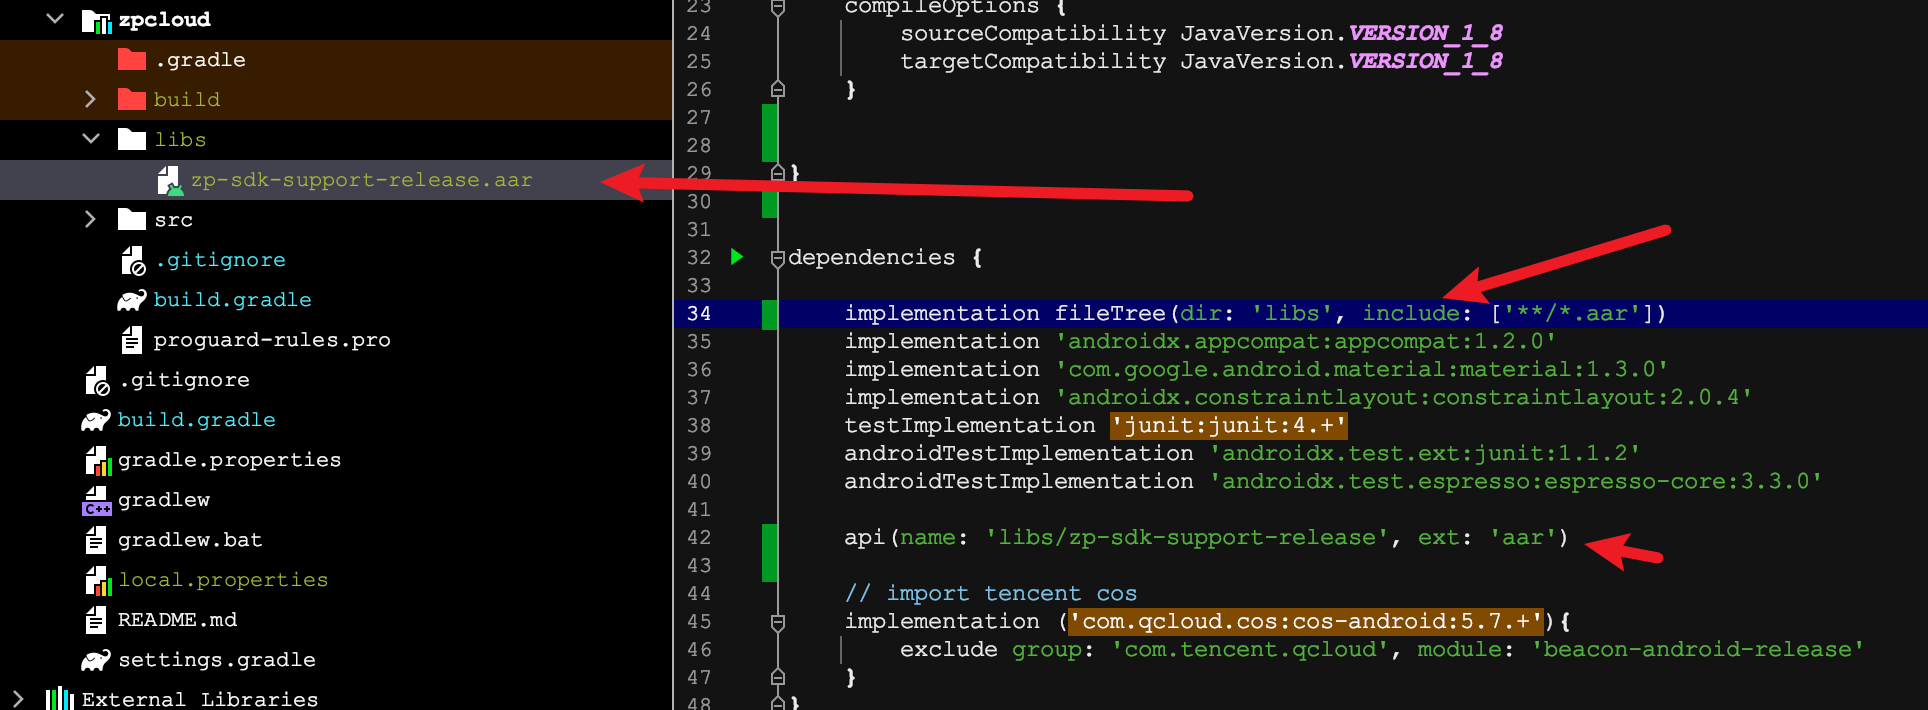 zpcloud
.gradle
build
libs
zp-sdk-support-release.aar
src
.gitignore
build.gradle
proguard-rules.pro
.gitignore
build.gradle
gradle.properties
C++ gradlew
gradlew.bat
local.properties
README.md
settings.gradle
External Libraries
23 compileOptions {
24 sourceCompatibility JavaVersion.VERSION_1_8
25 targetCompatibility JavaVersion.VERSION_1_8
26 }
27
28
29 }
30
31
32 dependencies {
33
34 implementation fileTree(dir: 'libs', include: ['**/*.aar'])
35 implementation 'androidx.appcompat:appcompat:1.2.0'
36 implementation 'com.google.android.material:material:1.3.0'
37 implementation 'androidx.constraintlayout:constraintlayout:2.0.4'
38 testImplementation 'junit:junit:4.+'
39 androidTestImplementation 'androidx.test.ext:junit:1.1.2'
40 androidTestImplementation 'androidx.test.espresso:espresso-core:3.3.0'
41
42 api(name: 'libs/zp-sdk-support-release', ext: 'aar')
43
44 // import tencent cos
45 implementation ('com.qcloud.cos:cos-android:5.7.+'){
46 exclude group: 'com.tencent.qcloud', module: 'beacon-android-release'
47 }
48 }